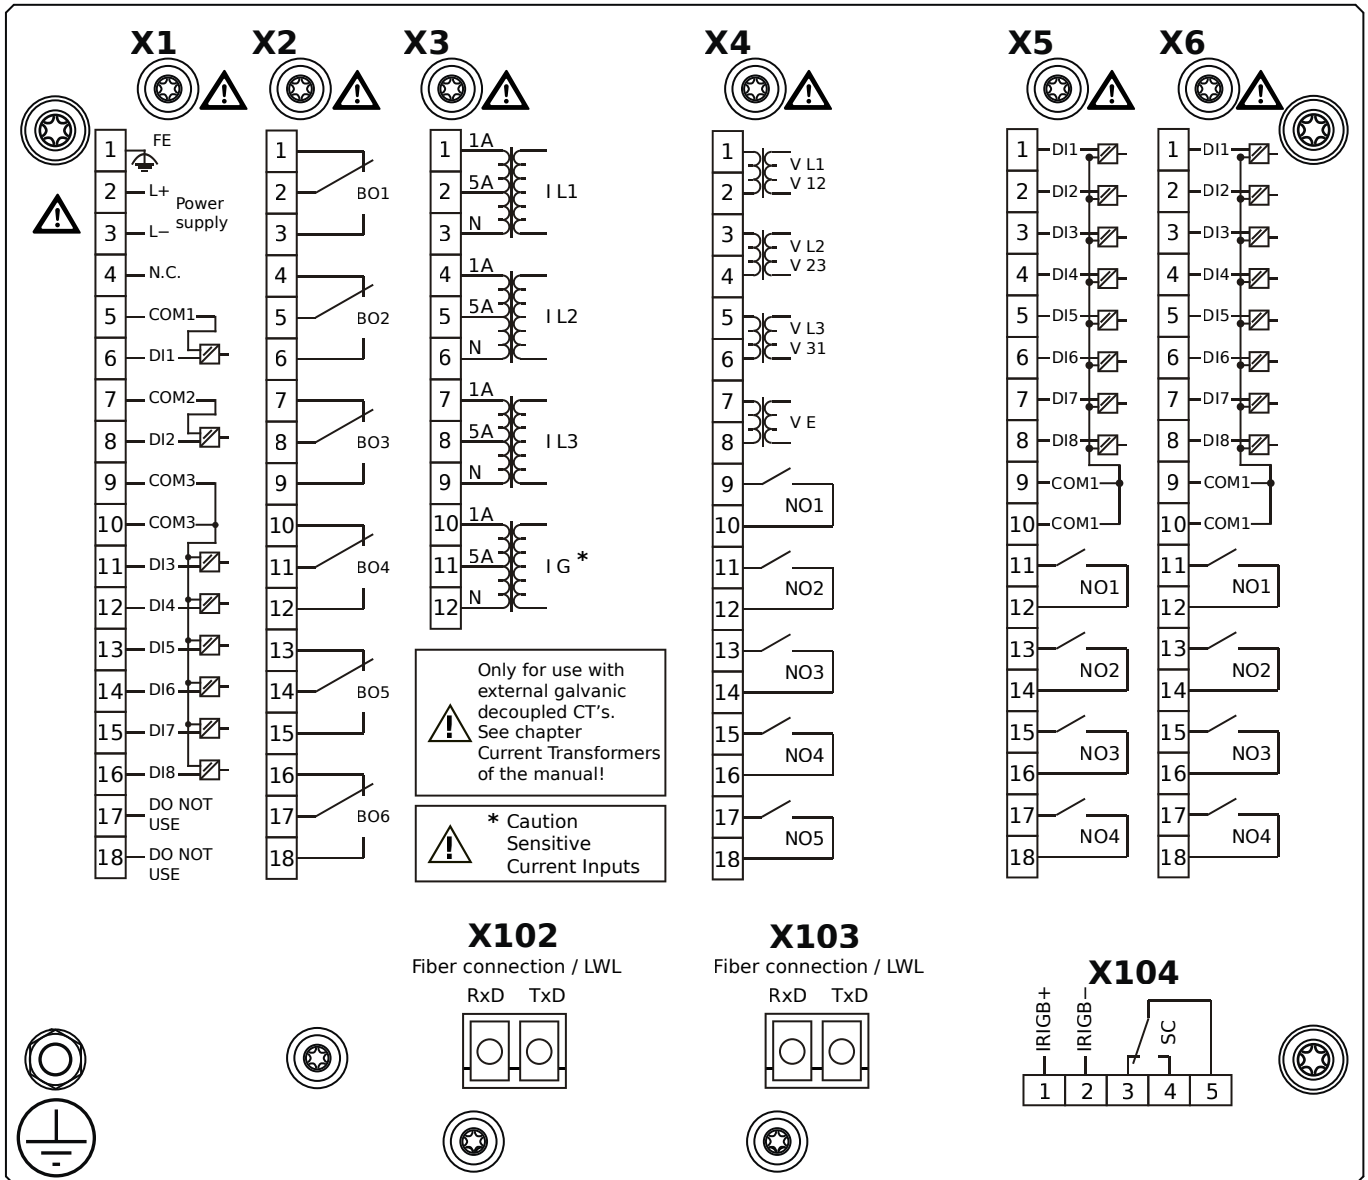 X1 X2 X3 X4 X5 X6
1 FE
2 L+
Power
supply
3 L−
4 N.C.
5 COM1
6 DI1
7 COM2
8 DI2
9 COM3
10 COM3
11 DI3
12 DI4
13 DI5
14 DI6
15 DI7
16 DI8
17 DO NOT
USE
18 DO NOT
USE
1
2 BO1
3
4
5 BO2
6
7
8 BO3
9
10
11 BO4
12
13
14 BO5
15
16
17 BO6
18
1 1A
2 5A I L1
3 N
4 1A
5 5A I L2
6 N
7 1A
8 5A I L3
9 N
10 1A
11 5A I G *
12 N
Only for use with
external galvanic
decoupled CT's.
See chapter
Current Transformers
of the manual!
* Caution
Sensitive
Current Inputs
1 V L1
2 V 12
3 V L2
4 V 23
5 V L3
6 V 31
7 V E
8
9
NO1
10
11
NO2
12
13
NO3
14
15
NO4
16
17
NO5
18
1 DI1
2 DI2
3 DI3
4 DI4
5 DI5
6 DI6
7 DI7
8 DI8
9 COM1
10 COM1
11
NO1
12
13
NO2
14
15
NO3
16
17
NO4
18
1 DI1
2 DI2
3 DI3
4 DI4
5 DI5
6 DI6
7 DI7
8 DI8
9 COM1
10 COM1
11
NO1
12
13
NO2
14
15
NO3
16
17
NO4
18
X102
Fiber connection / LWL
RxD TxD
X103
Fiber connection / LWL
RxD TxD
X104
IRIGB+
IRIGB−
SC
1 2 3 4 5